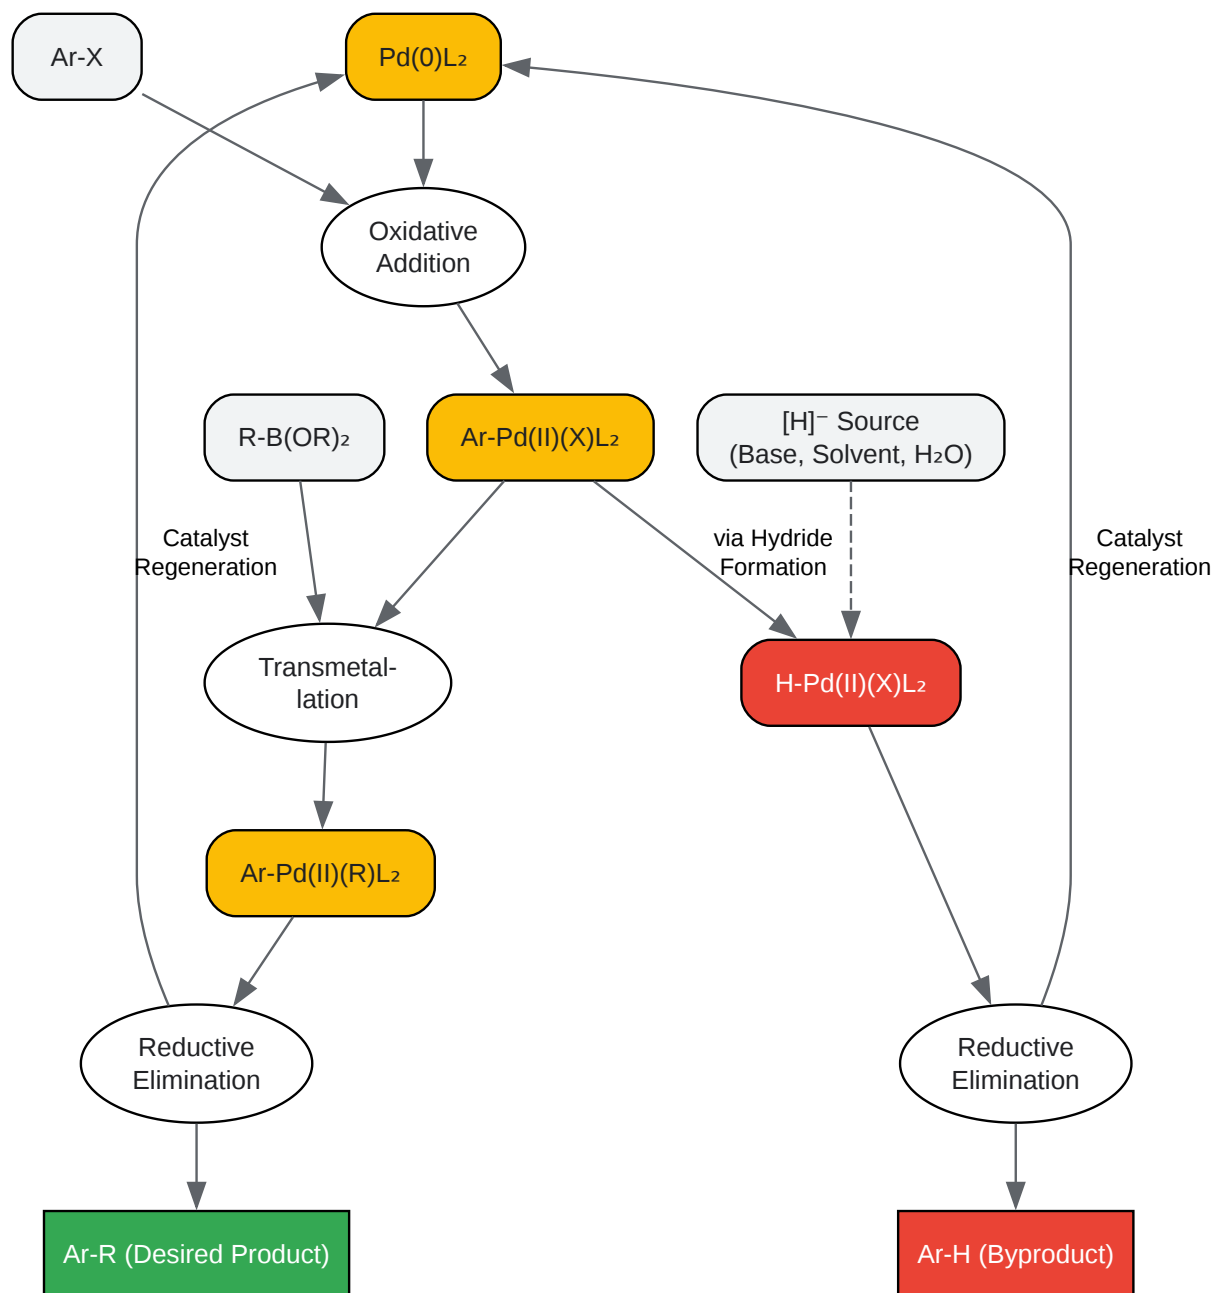 Ar-X
Pd(0)L₂
Oxidative
Addition
R-B(OR)₂
Ar-Pd(II)(X)L₂
[H]⁻ Source
(Base, Solvent, H₂O)
Catalyst
Regeneration
via Hydride
Formation
Catalyst
Regeneration
Transmetal-
lation
H-Pd(II)(X)L₂
Ar-Pd(II)(R)L₂
Reductive
Elimination
Reductive
Elimination
Ar-R (Desired Product)
Ar-H (Byproduct)